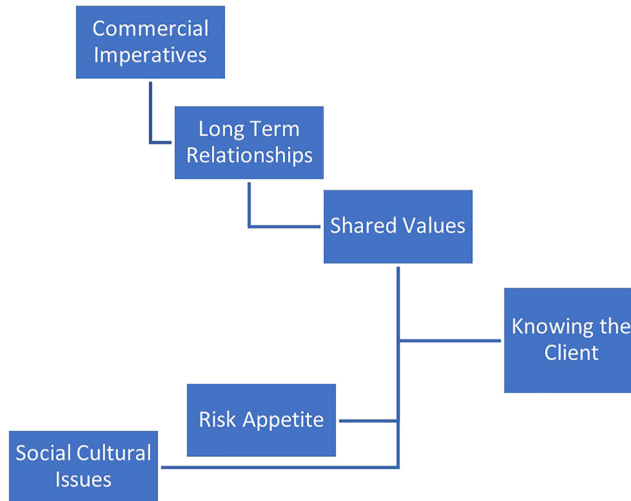 Commercial
Imperatives
Long Term
Relationships
Shared Values
Knowing the
Client
Risk Appetite
Social Cultural
Issues